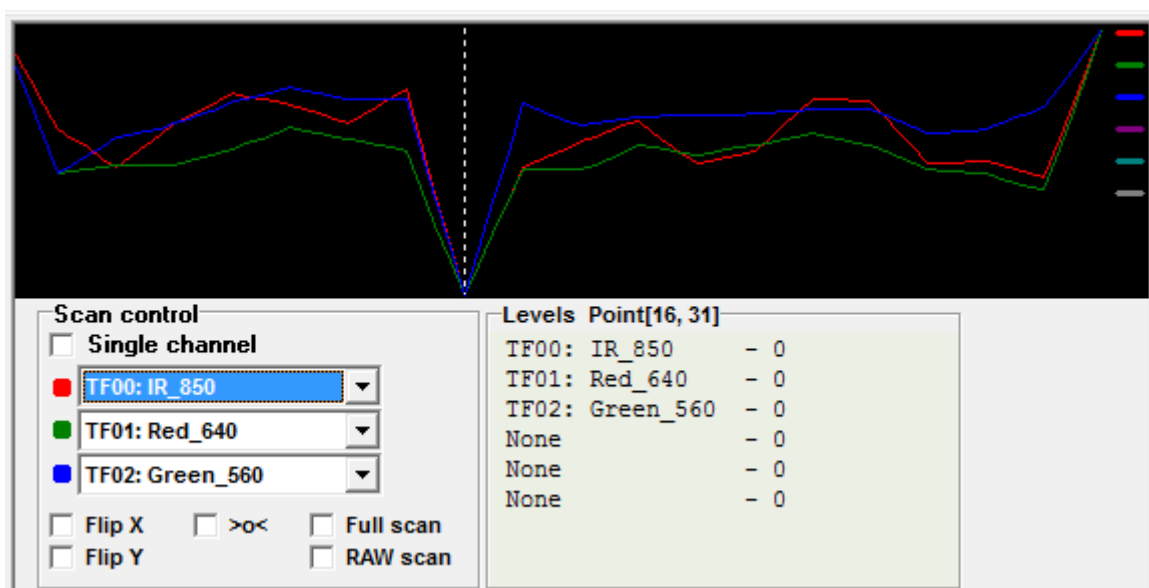 Scan control
Single channel
TF00: IR_850
TF01: Red_640
TF02: Green_560
Flip X >o< Full scan
Flip Y RAW scan
Levels Point[16, 31]
TF00: IR_850 - 0
TF01: Red_640 - 0
TF02: Green_560 - 0
None - 0
None - 0
None - 0